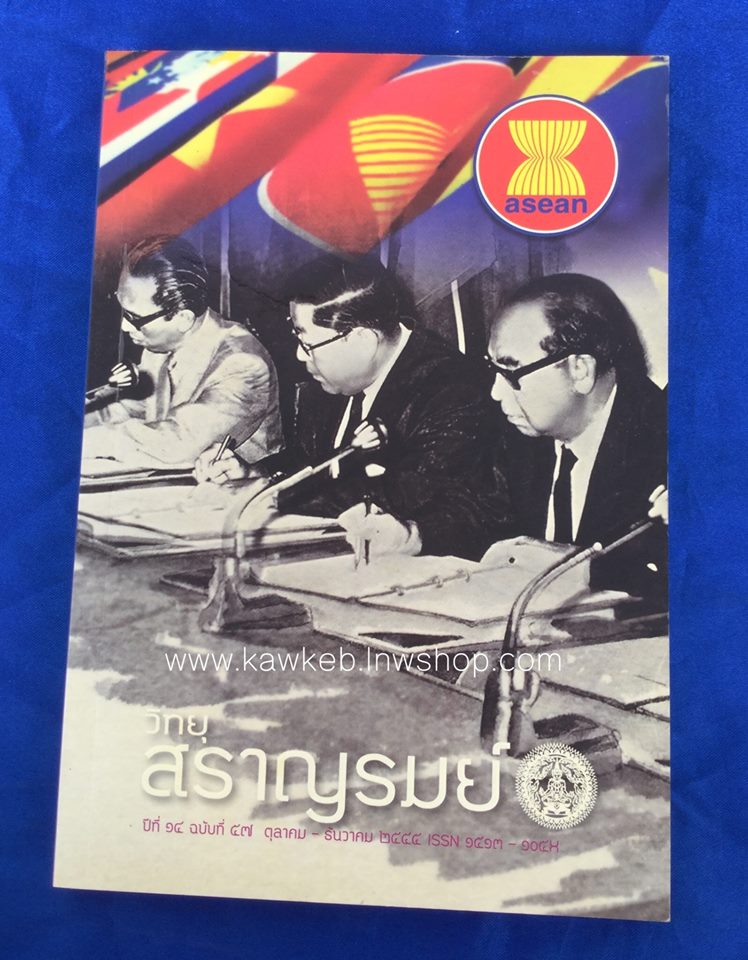 asean
www.kawkeb.lnwshop.com
วิทยุ
สราญรมย์
ปีที่ ๑๔ ฉบับที่ ตุลาคม - ธันวาคม ๒๕๕๔ ISSN ๑๕๑๓ - ๑๐๕X